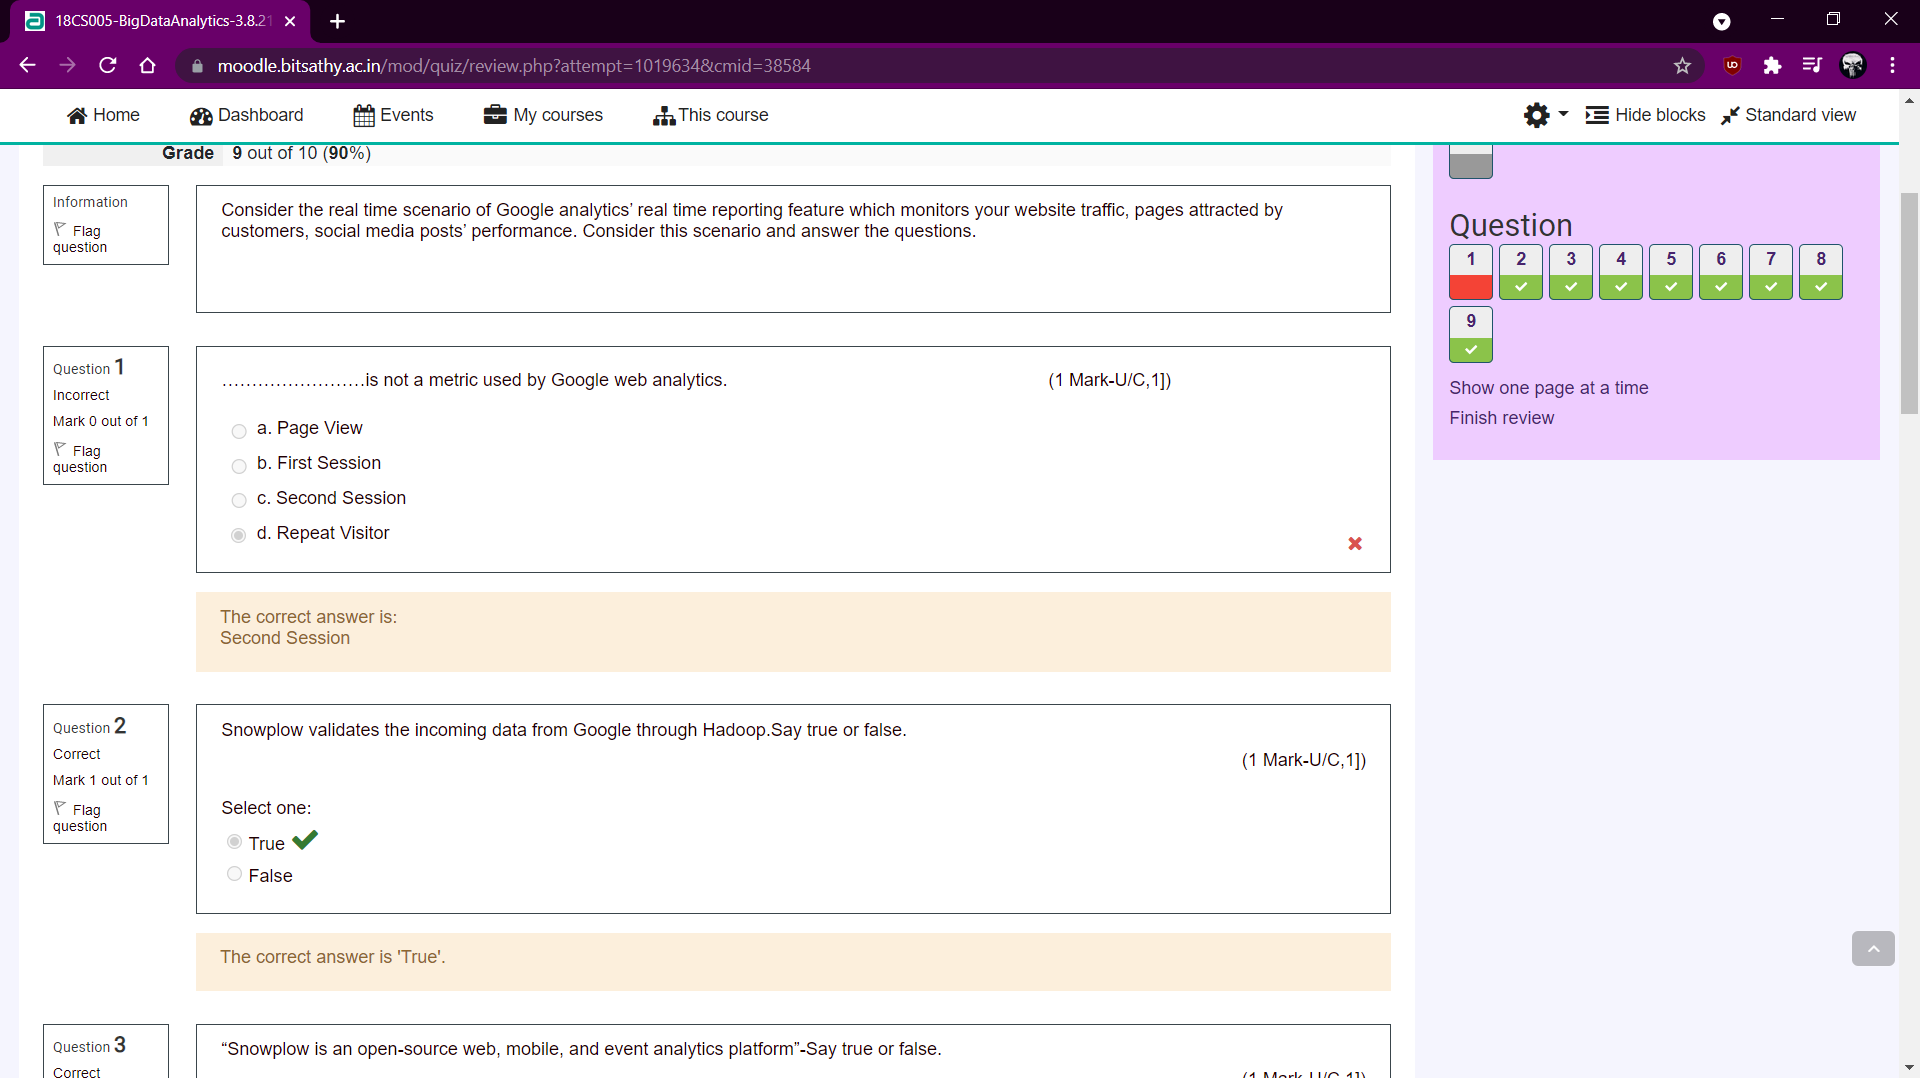 18CS005-BigDataAnalytics-3.8.21
moodle.bitsathy.ac.in/mod/quiz/review.php?attempt=1019634&cmid=38584
Home Dashboard Events My courses This course Hide blocks Standard view
Grade 9 out of 10 (90%)
Information
Flag
question
Consider the real time scenario of Google analytics’ real time reporting feature which monitors your website traffic, pages attracted by
customers, social media posts’ performance. Consider this scenario and answer the questions.
Question 1
Incorrect
Mark 0 out of 1
Flag
question
……………………is not a metric used by Google web analytics. (1 Mark-U/C,1])
a. Page View
b. First Session
c. Second Session
d. Repeat Visitor
The correct answer is:
Second Session
Question 2
Correct
Mark 1 out of 1
Flag
question
Snowplow validates the incoming data from Google through Hadoop.Say true or false.
(1 Mark-U/C,1])
Select one:
True
False
The correct answer is 'True'.
Question 3
Correct
“Snowplow is an open-source web, mobile, and event analytics platform”-Say true or false.
(1 Mark-U/C,1])
Question
1 2 3 4 5 6 7 8
9
Show one page at a time
Finish review